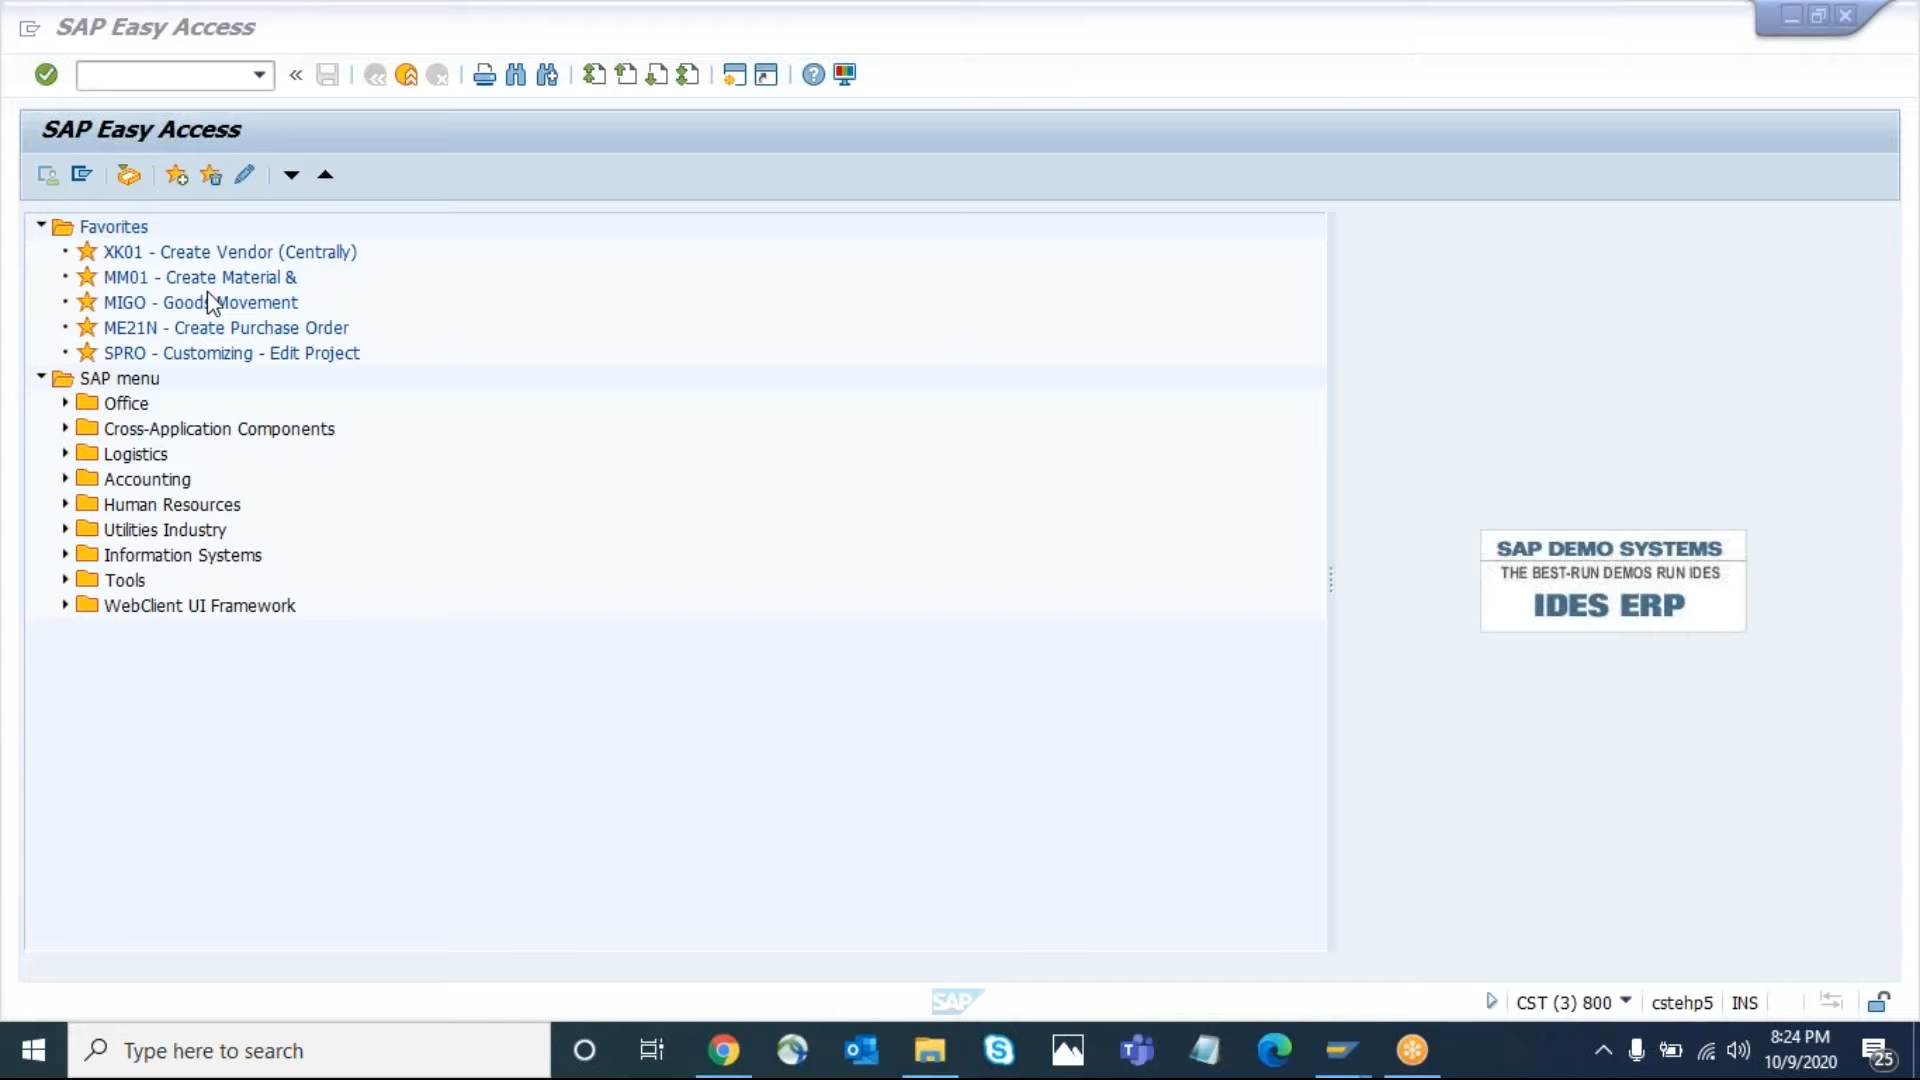 SAP Easy Access
SAP Easy Access
Favorites
XK01 - Create Vendor (Centrally)
MM01 - Create Material &
MIGO - Goods Movement
ME21N - Create Purchase Order
SPRO - Customizing - Edit Project
SAP menu
Office
Cross-Application Components
Logistics
Accounting
Human Resources
Utilities Industry
Information Systems
Tools
WebClient UI Framework
SAP DEMO SYSTEMS
THE BEST-RUN DEMOS RUN IDES
IDES ERP
SAP
CST (3) 800 cstehp5 INS
Type here to search
8:24 PM
10/9/2020
25